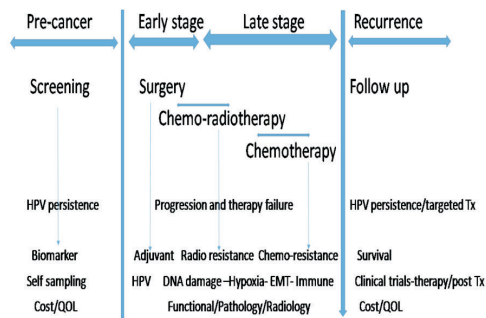 Pre-cancer Early stage Late stage Recurrence
Screening Surgery Follow up
Chemo-radiotherapy
Chemotherapy
HPV persistence Progression and therapy failure HPV persistence/targeted Tx
Biomarker Adjuvant Radio resistance Chemo-resistance Survival
Self sampling HPV DNA damage –Hypoxia- EMT- Immune Clinical trials-therapy/post Tx
Cost/QOL Functional/Pathology/Radiology Cost/QOL